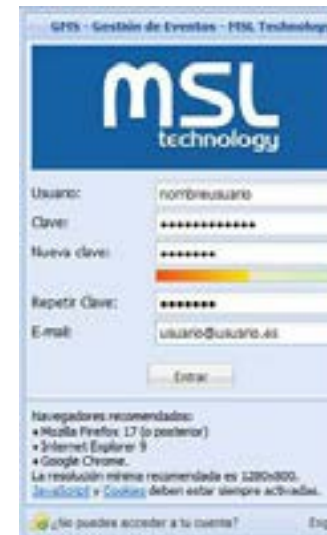 GMS - Gestión de Eventos - MSL Technology
MSL
technology
Usuario: nombreusuario
Clave: ••••••••••••
Nueva clave: •••••••
Repetir Clave: •••••••
E-mail: usuario@usuario.es
Entrar
Navegadores recomendados:
• Mozilla Firefox 17 (o posterior)
• Internet Explorer 9
• Google Chrome.
La resolución mínima recomendada es 1280x800.
JavaScript y Cookies deben estar siempre activadas.
¿No puedes acceder a tu cuenta?